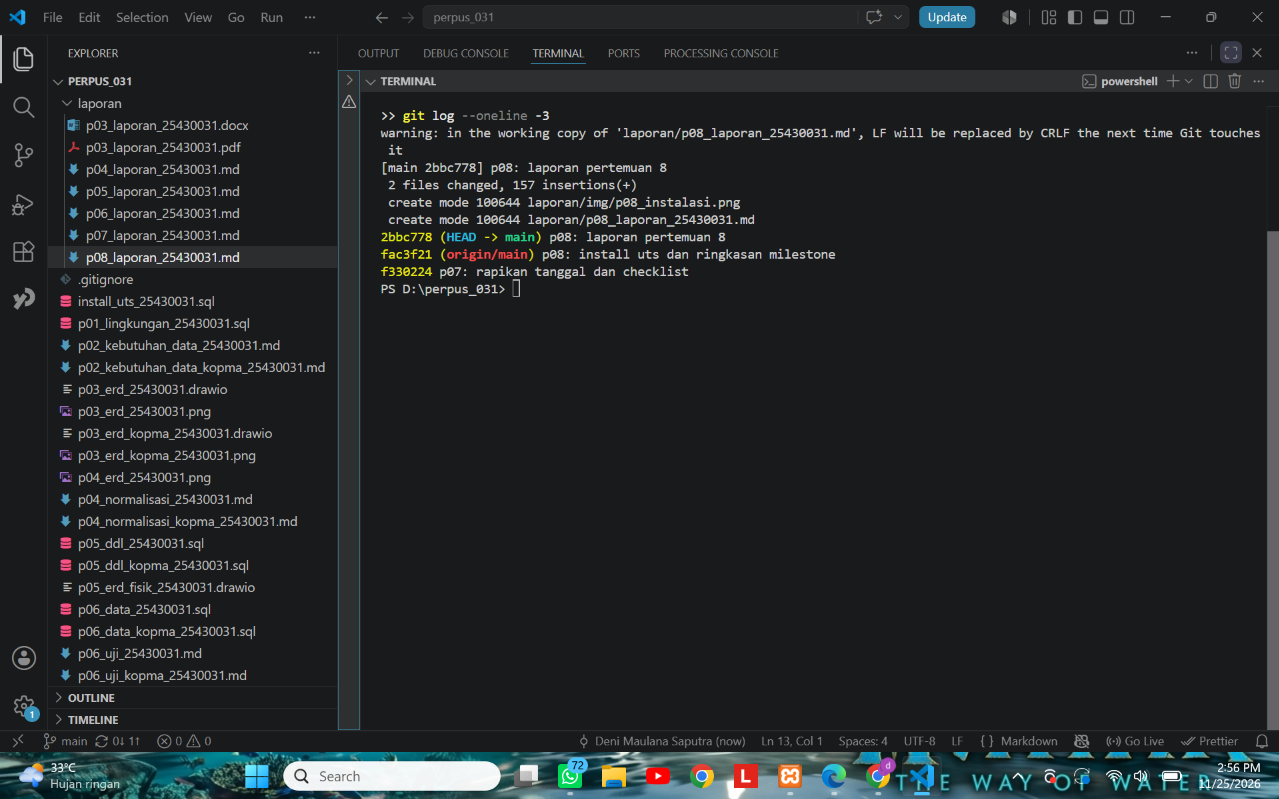 File Edit Selection View Go Run ···
perpus_031
Update
EXPLORER
OUTPUT DEBUG CONSOLE TERMINAL PORTS PROCESSING CONSOLE
PERPUS_031
laporan
p03_laporan_25430031.docx
p03_laporan_25430031.pdf
p04_laporan_25430031.md
p05_laporan_25430031.md
p06_laporan_25430031.md
p07_laporan_25430031.md
p08_laporan_25430031.md
.gitignore
install_uts_25430031.sql
p01_lingkungan_25430031.sql
p02_kebutuhan_data_25430031.md
p02_kebutuhan_data_kopma_25430031.md
p03_erd_25430031.drawio
p03_erd_25430031.png
p03_erd_kopma_25430031.drawio
p03_erd_kopma_25430031.png
p04_erd_25430031.png
p04_normalisasi_25430031.md
p04_normalisasi_kopma_25430031.md
p05_ddl_25430031.sql
p05_ddl_kopma_25430031.sql
p05_erd_fisik_25430031.drawio
p06_data_25430031.sql
p06_data_kopma_25430031.sql
p06_uji_25430031.md
p06_uji_kopma_25430031.md
OUTLINE
TIMELINE
TERMINAL
powershell
>> git log --oneline -3
warning: in the working copy of 'laporan/p08_laporan_25430031.md', LF will be replaced by CRLF the next time Git touches
it
[main 2bbc778] p08: laporan pertemuan 8
2 files changed, 157 insertions(+)
create mode 100644 laporan/img/p08_instalasi.png
create mode 100644 laporan/p08_laporan_25430031.md
2bbc778 (HEAD -> main) p08: laporan pertemuan 8
fac3f21 (origin/main) p08: install uts dan ringkasan milestone
f330224 p07: rapikan tanggal dan checklist
PS D:\perpus_031>
1
main 0↓ 1↑ 0 0
Deni Maulana Saputra (now) Ln 13, Col 1 Spaces: 4 UTF-8 LF { } Markdown Go Live Prettier
33°C
Hujan ringan
Search
72
L
d
THE WAY OF WATER
2:56 PM
11/25/2026